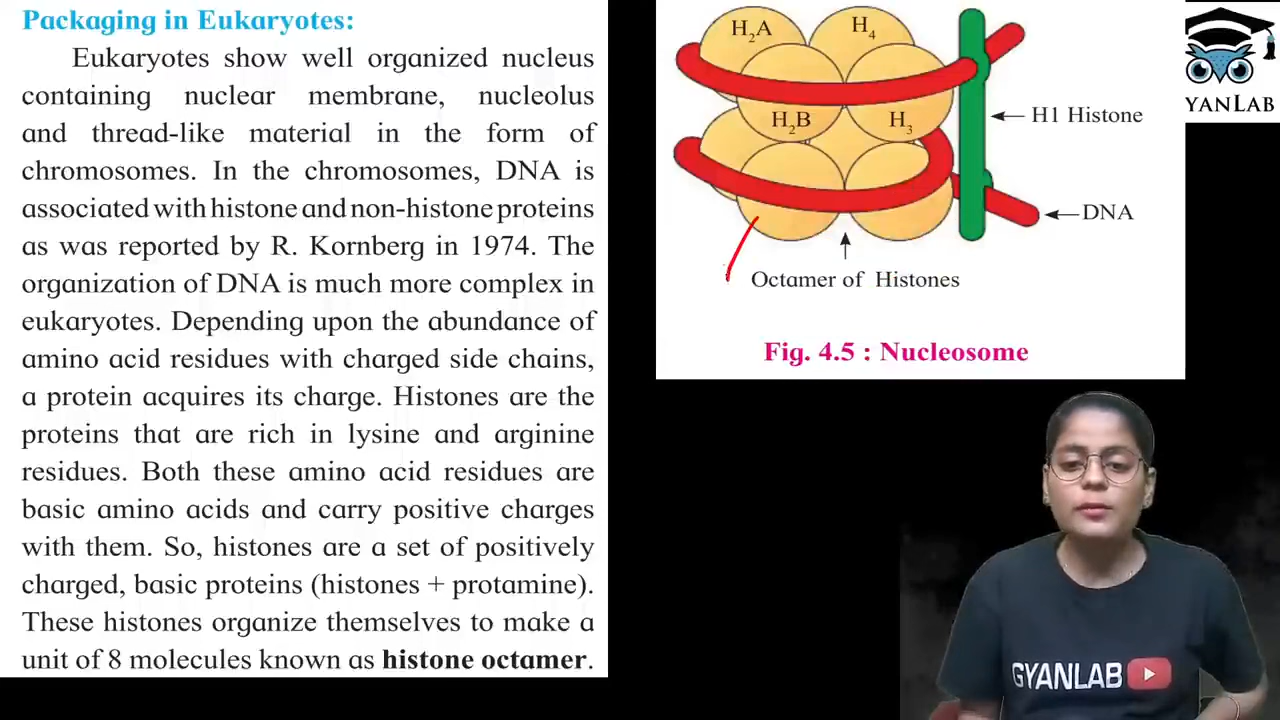 Packaging in Eukaryotes:
Eukaryotes show well organized nucleus
containing nuclear membrane, nucleolus
and thread-like material in the form of
chromosomes. In the chromosomes, DNA is
associated with histone and non-histone proteins
as was reported by R. Kornberg in 1974. The
organization of DNA is much more complex in
eukaryotes. Depending upon the abundance of
amino acid residues with charged side chains,
a protein acquires its charge. Histones are the
proteins that are rich in lysine and arginine
residues. Both these amino acid residues are
basic amino acids and carry positive charges
with them. So, histones are a set of positively
charged, basic proteins (histones + protamine).
These histones organize themselves to make a
unit of 8 molecules known as histone octamer.
H₂A
H₄
H₂B
H₃
H1 Histone
DNA
Octamer of Histones
Fig. 4.5 : Nucleosome
YANLAB
GYANLAB